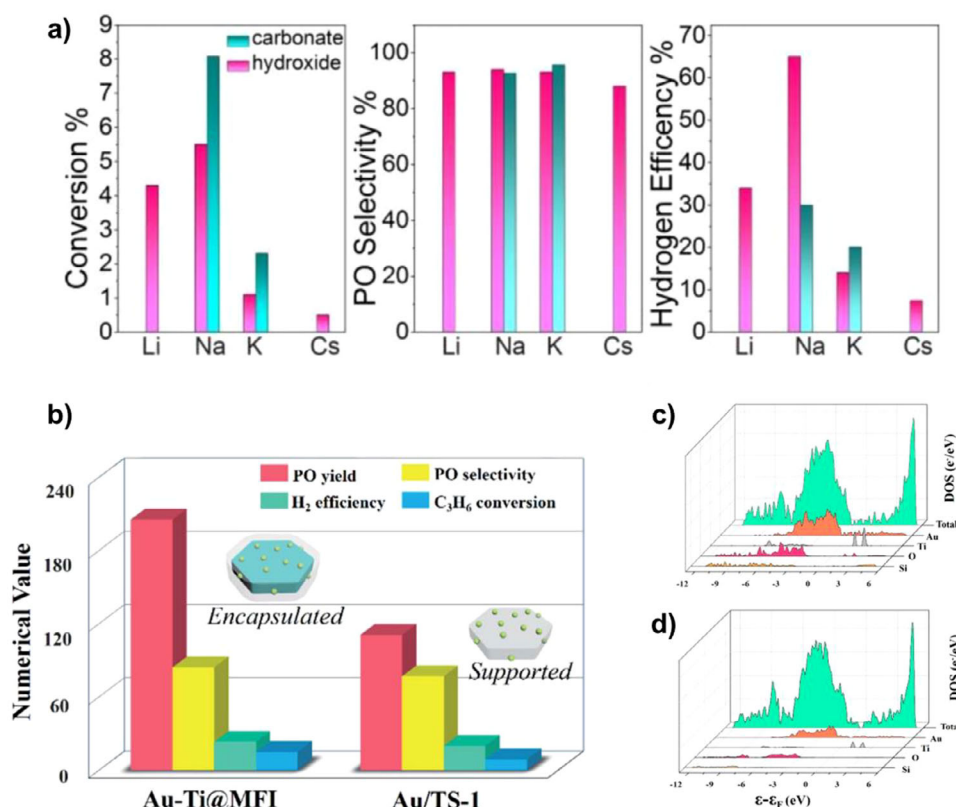 a)
carbonate
hydroxide
Conversion %
9
8
7
6
5
4
3
2
1
0
Li Na K Cs
PO Selectivity %
100
80
60
40
20
0
Li Na K Cs
Hydrogen Efficency %
70
60
50
40
30
20
10
0
Li Na K Cs
b)
PO yield
PO selectivity
H2 efficiency
C3H6 conversion
Numerical Value
240
180
120
60
0
Encapsulated
Supported
Au-Ti@MFI
Au/TS-1
c)
DOS (e/eV)
Total
Au
Ti
O
Si
-12 -9 -6 -3 0 3 6
d)
DOS (e/eV)
Total
Au
Ti
O
Si
-12 -9 -6 -3 0 3 6
ε-εF (eV)